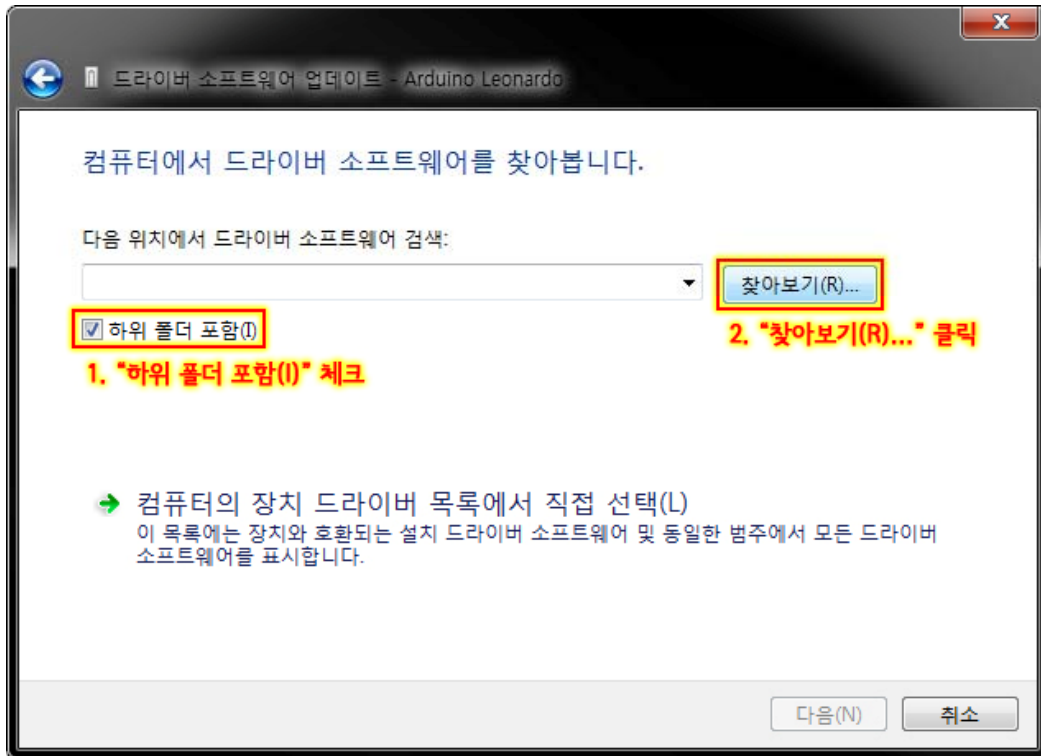 X
드라이버 소프트웨어 업데이트 - Arduino Leonardo
컴퓨터에서 드라이버 소프트웨어를 찾아봅니다.
다음 위치에서 드라이버 소프트웨어 검색:
찾아보기(R)...
하위 폴더 포함(I)
2. "찾아보기(R)..." 클릭
1. "하위 폴더 포함(I)" 체크
컴퓨터의 장치 드라이버 목록에서 직접 선택(L)
이 목록에는 장치와 호환되는 설치 드라이버 소프트웨어 및 동일한 범주에서 모든 드라이버
소프트웨어를 표시합니다.
다음(N)
취소